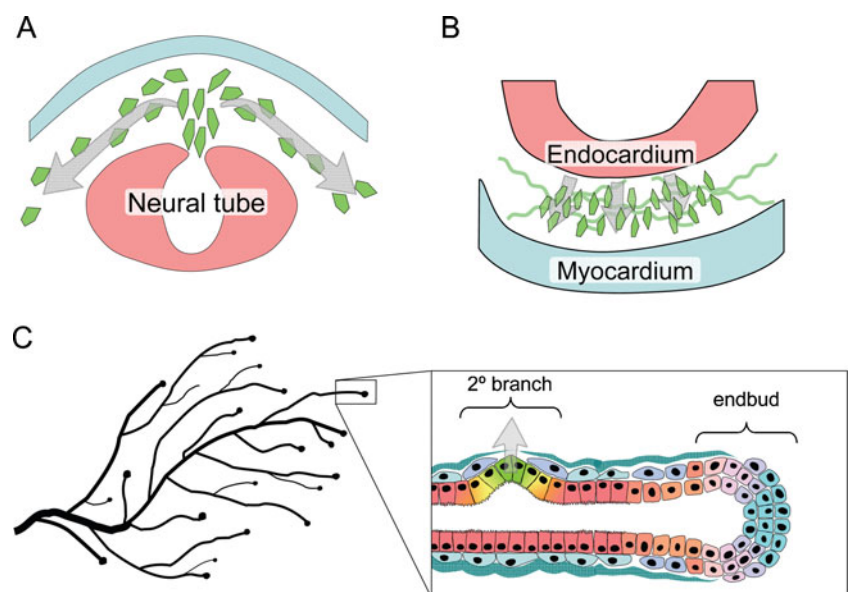 A
Neural tube
B
Endocardium
Myocardium
C
2º branch
endbud